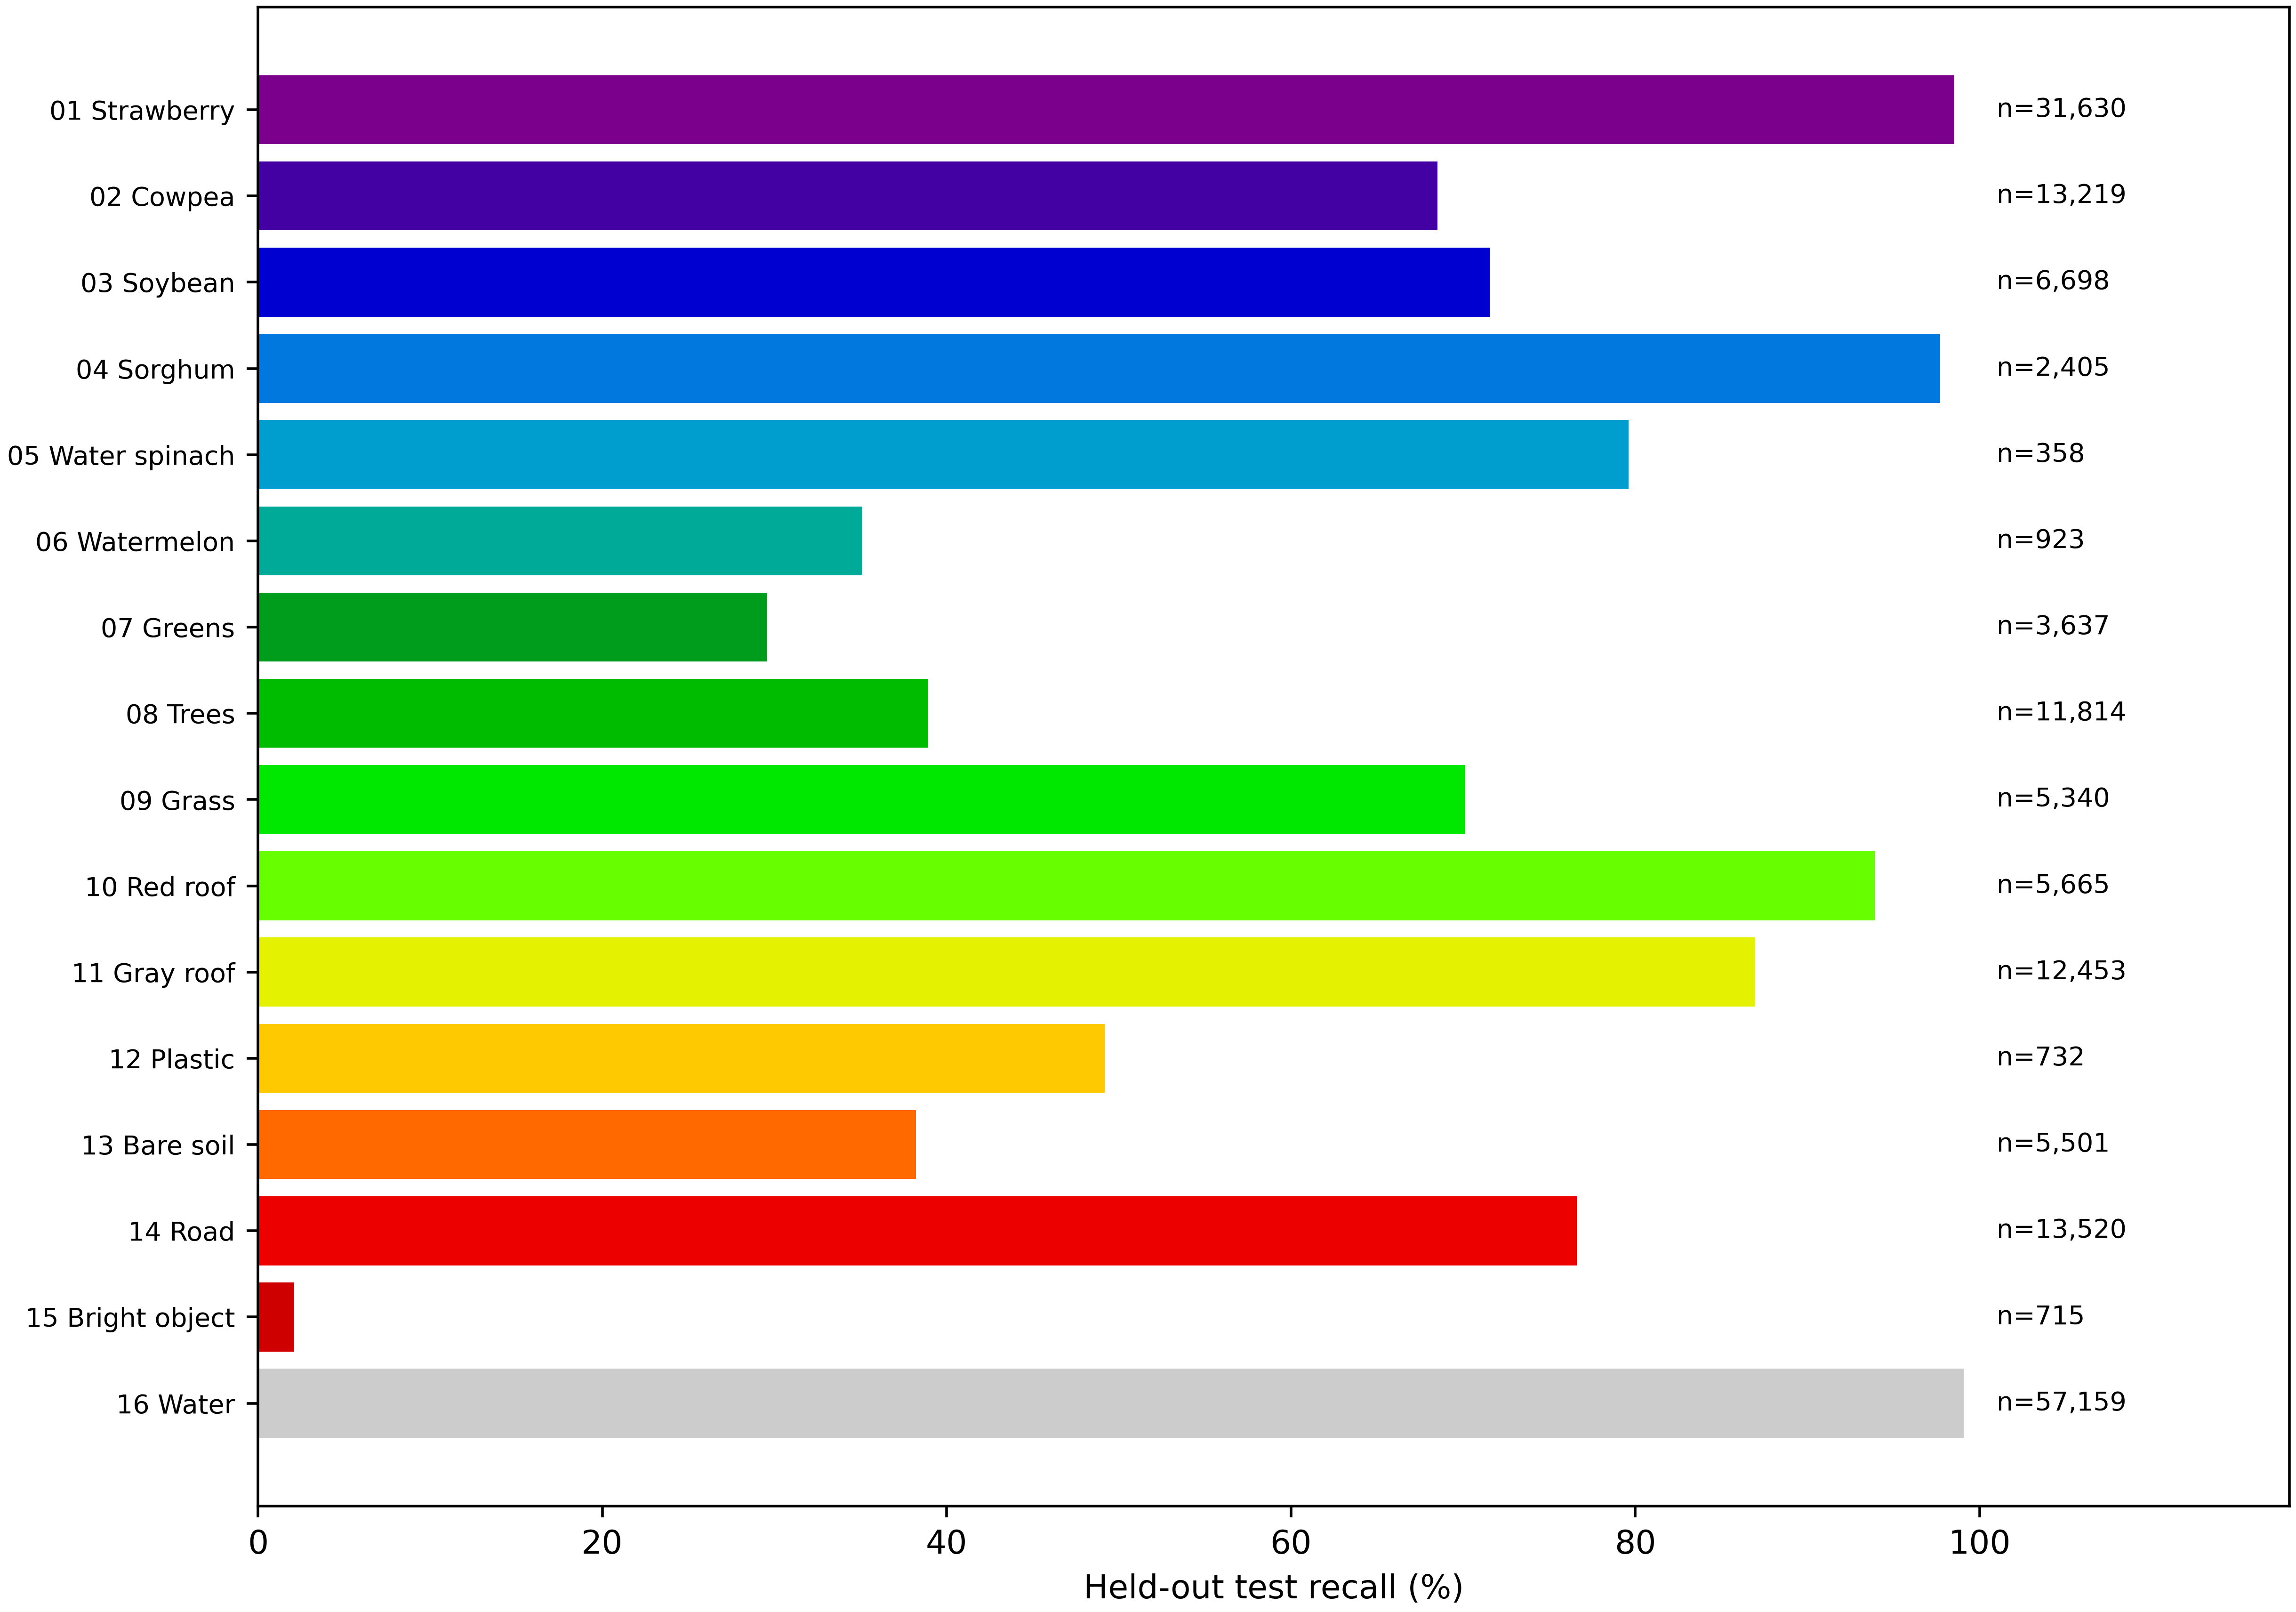 01 Strawberry n=31,630
02 Cowpea n=13,219
03 Soybean n=6,698
04 Sorghum n=2,405
05 Water spinach n=358
06 Watermelon n=923
07 Greens n=3,637
08 Trees n=11,814
09 Grass n=5,340
10 Red roof n=5,665
11 Gray roof n=12,453
12 Plastic n=732
13 Bare soil n=5,501
14 Road n=13,520
15 Bright object n=715
16 Water n=57,159
0 20 40 60 80 100
Held-out test recall (%)